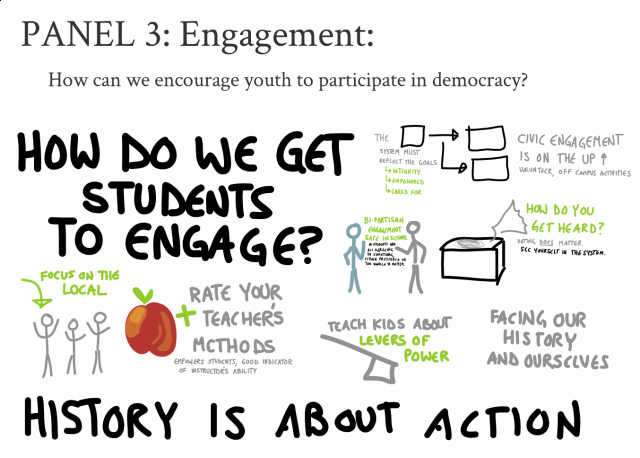 PANEL 3: Engagement:
How can we encourage youth to participate in democracy?
HOW DO WE GET
STUDENTS
TO ENGAGE?
THE
SYSTEM MUST
REFLECT THE GOALS
INTEGRITY
EMPOWERED
CARED FOR
CIVIC ENGAGEMENT
IS ON THE UP ↑
VOLUNTEER, OFF CAMPUS ACTIVITIES
BI-PARTISAN
ENGAGEMENT
SAFE IN SCHOOL
HOW DO YOU
GET HEARD?
VOTING DOES MATTER.
SEE YOURSELF IN THE SYSTEM.
FOCUS ON THE
LOCAL
+ RATE YOUR
TEACHER'S
METHODS
EMPOWERS STUDENTS, GOOD INDICATOR
OF INSTRUCTOR'S ABILITY
TEACH KIDS ABOUT
LEVERS OF
POWER
FACING OUR
HISTORY
AND OURSELVES
HISTORY IS ABOUT ACTION